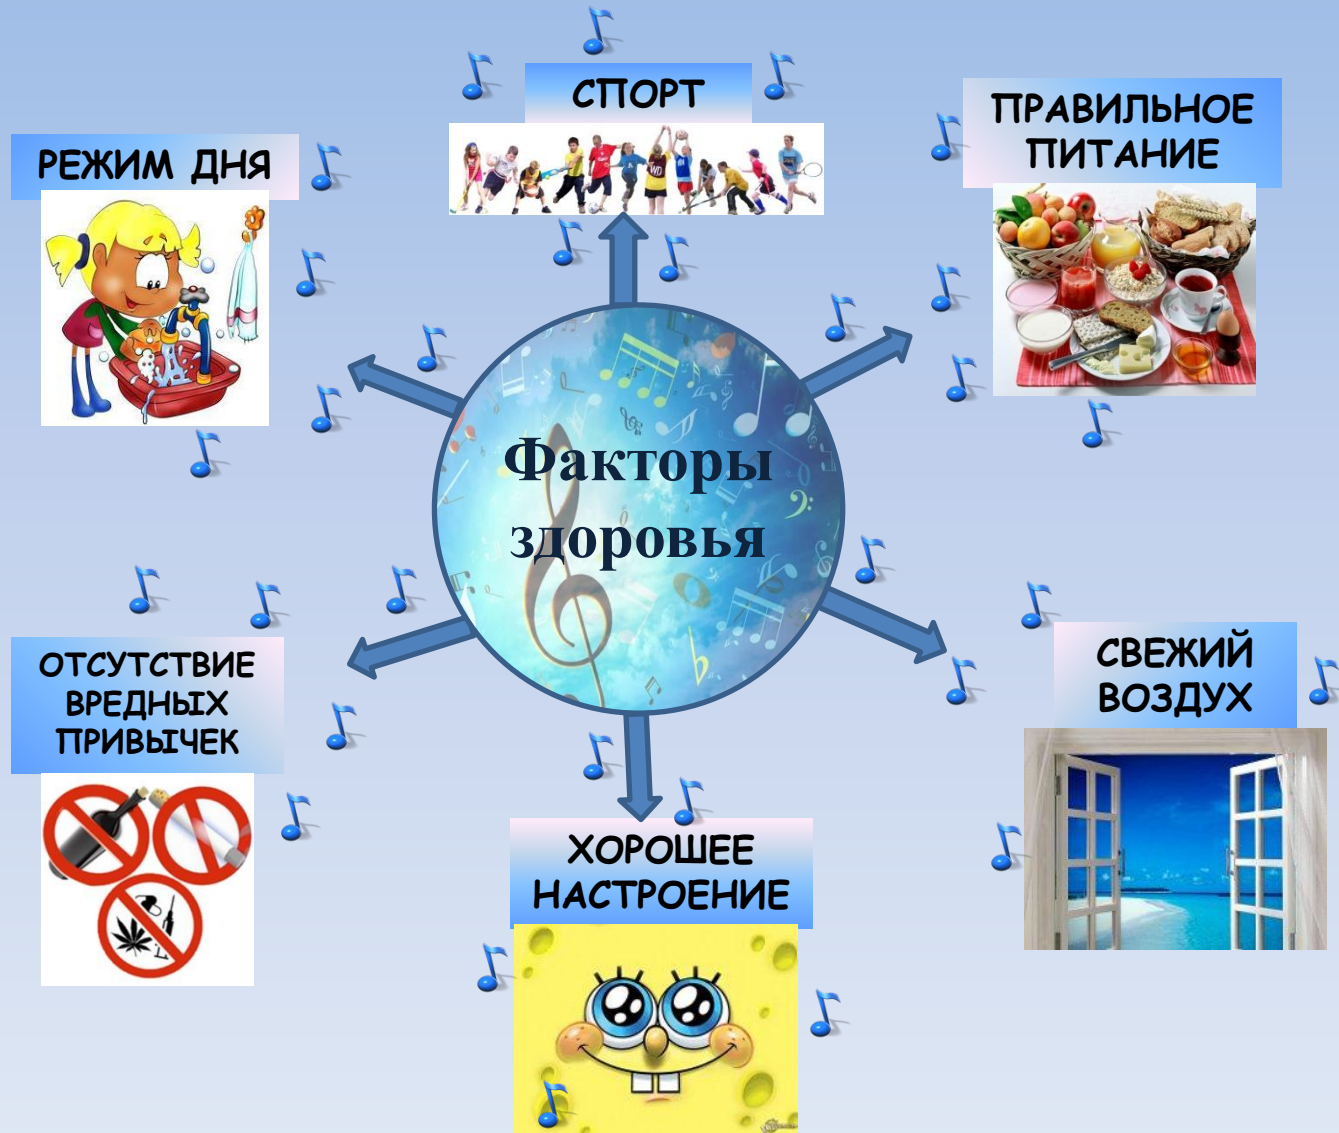 СПОРТ
ПРАВИЛЬНОЕ
ПИТАНИЕ
РЕЖИМ ДНЯ
Факторы
здоровья
ОТСУТСТВИЕ
ВРЕДНЫХ
ПРИВЫЧЕК
СВЕЖИЙ
ВОЗДУХ
ХОРОШЕЕ
НАСТРОЕНИЕ